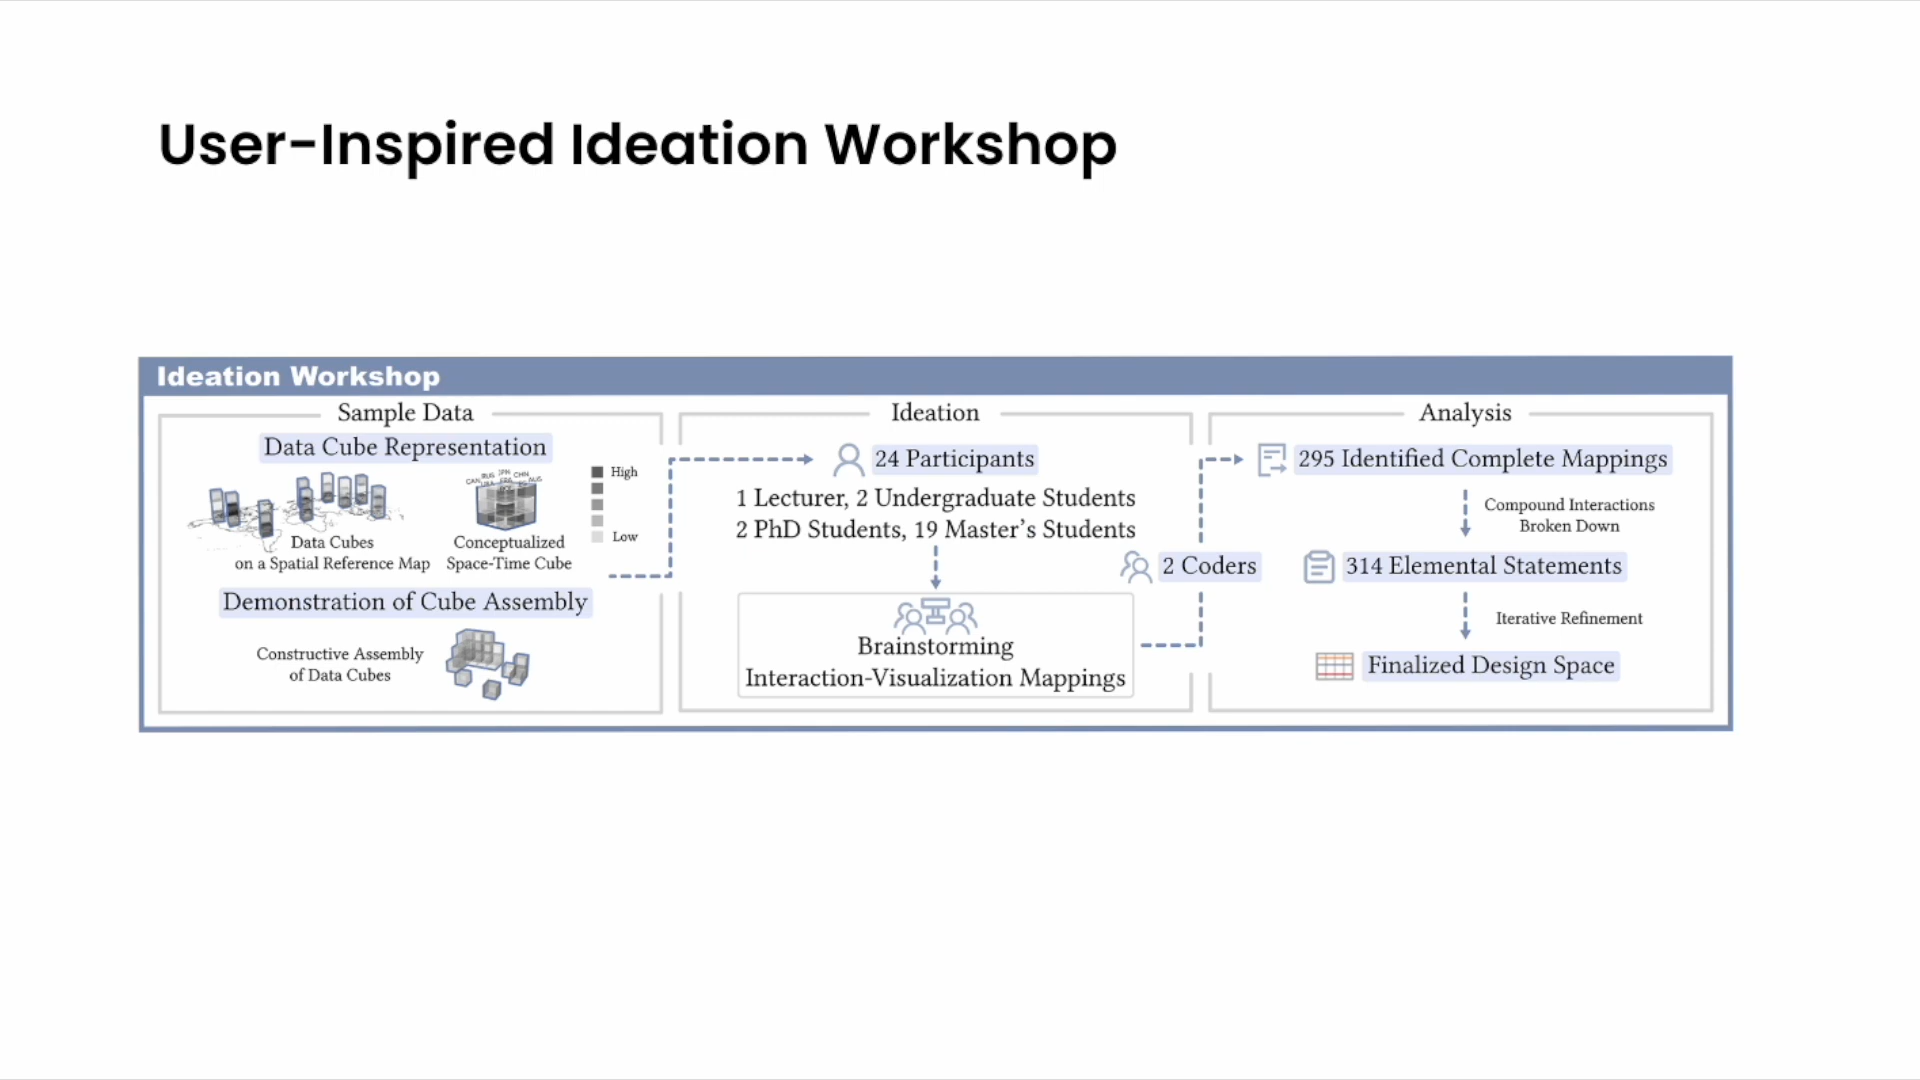 User-Inspired Ideation Workshop
Ideation Workshop
Sample Data
Data Cube Representation
High
Low
Data Cubes
on a Spatial Reference Map
Conceptualized
Space-Time Cube
Demonstration of Cube Assembly
Constructive Assembly
of Data Cubes
Ideation
24 Participants
1 Lecturer, 2 Undergraduate Students
2 PhD Students, 19 Master's Students
Brainstorming
Interaction-Visualization Mappings
2 Coders
Analysis
295 Identified Complete Mappings
Compound Interactions
Broken Down
314 Elemental Statements
Iterative Refinement
Finalized Design Space